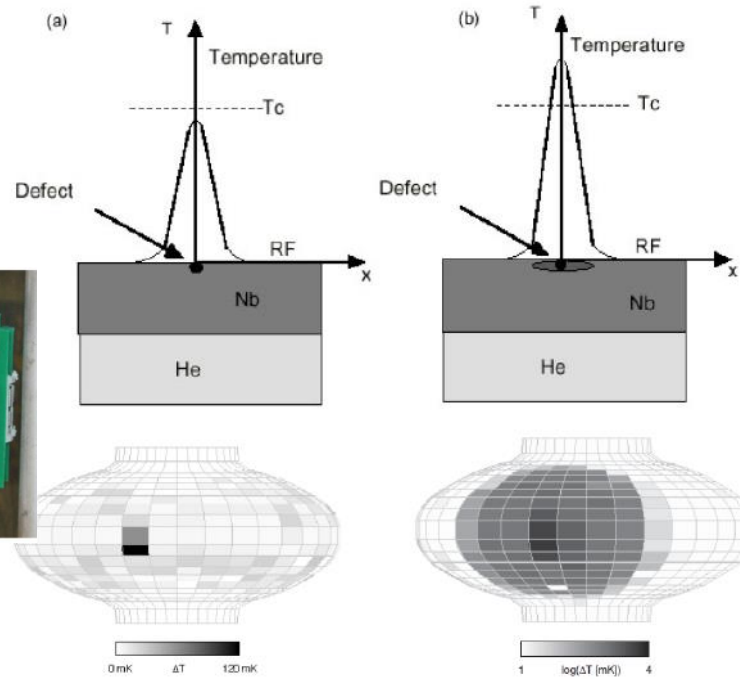 (a)
T
Temperature
Tc
Defect
RF
x
Nb
He
0 mK
ΔT
120 mK
(b)
T
Temperature
Tc
Defect
RF
x
Nb
He
1
log(ΔT [mK])
4